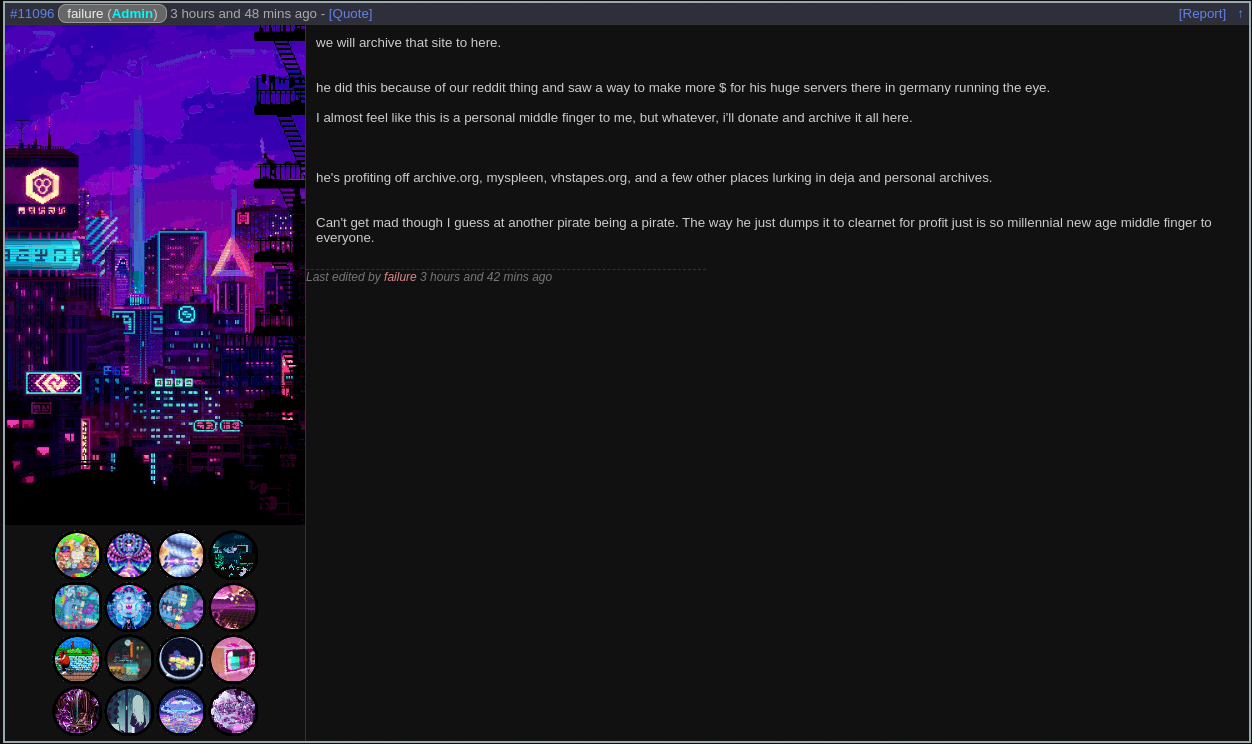 #11096 failure (Admin) 3 hours and 48 mins ago - [Quote] [Report] ↑
we will archive that site to here.
he did this because of our reddit thing and saw a way to make more $ for his huge servers there in germany running the eye.
I almost feel like this is a personal middle finger to me, but whatever, i'll donate and archive it all here.
he's profiting off archive.org, myspleen, vhstapes.org, and a few other places lurking in deja and personal archives.
Can't get mad though I guess at another pirate being a pirate. The way he just dumps it to clearnet for profit just is so millennial new age middle finger to
everyone.
Last edited by failure 3 hours and 42 mins ago